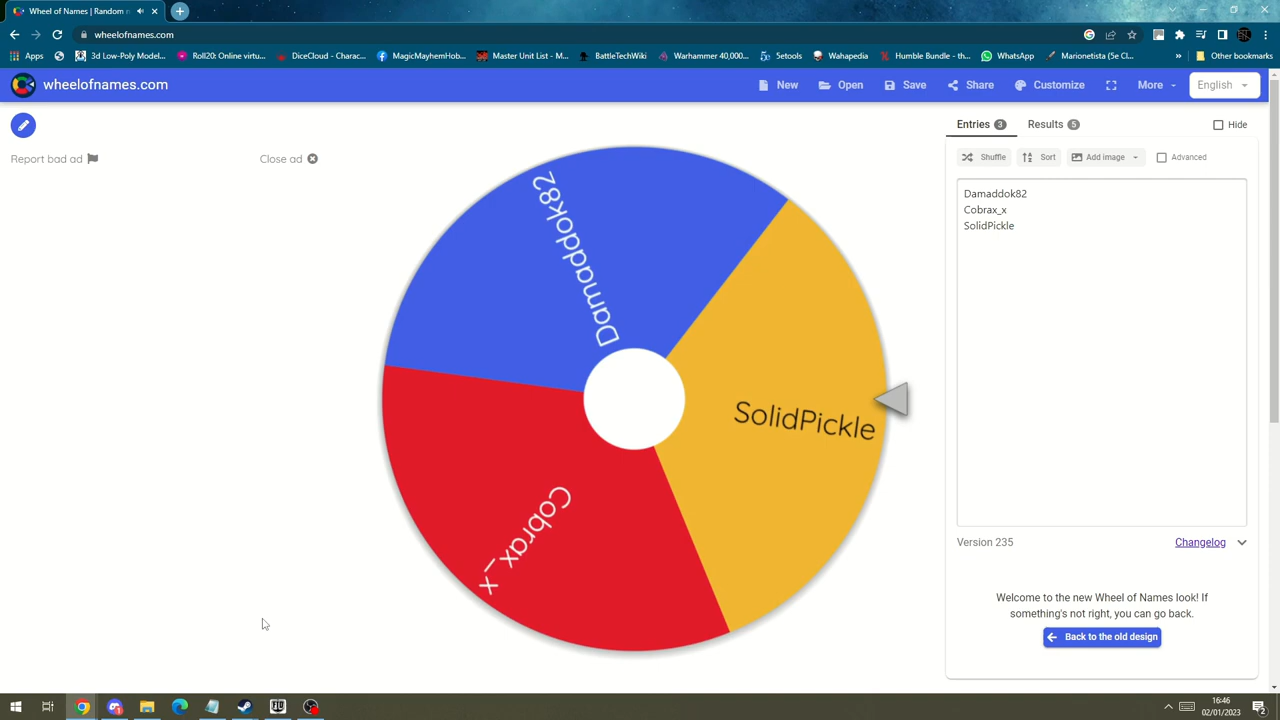 Wheel of Names | Random n
wheelofnames.com
Apps
3d Low-Poly Model...
Roll20: Online virtu...
DiceCloud - Charac...
MagicMayhemHob...
Master Unit List - M...
BattleTechWiki
Warhammer 40,000...
5etools
Wahapedia
Humble Bundle - th...
WhatsApp
Marionetista (5e Cl...
»
Other bookmarks
wheelofnames.com
New
Open
Save
Share
Customize
More
English
Report bad ad
Close ad
Entries 3
Results 5
Hide
Shuffle
Sort
Add image
Advanced
Damaddok82
Cobrax_x
SolidPickle
Damaddok82
SolidPickle
Cobrax_x
Version 235
Changelog
Welcome to the new Wheel of Names look! If
something's not right, you can go back.
Back to the old design
16:46
02/01/2023
2